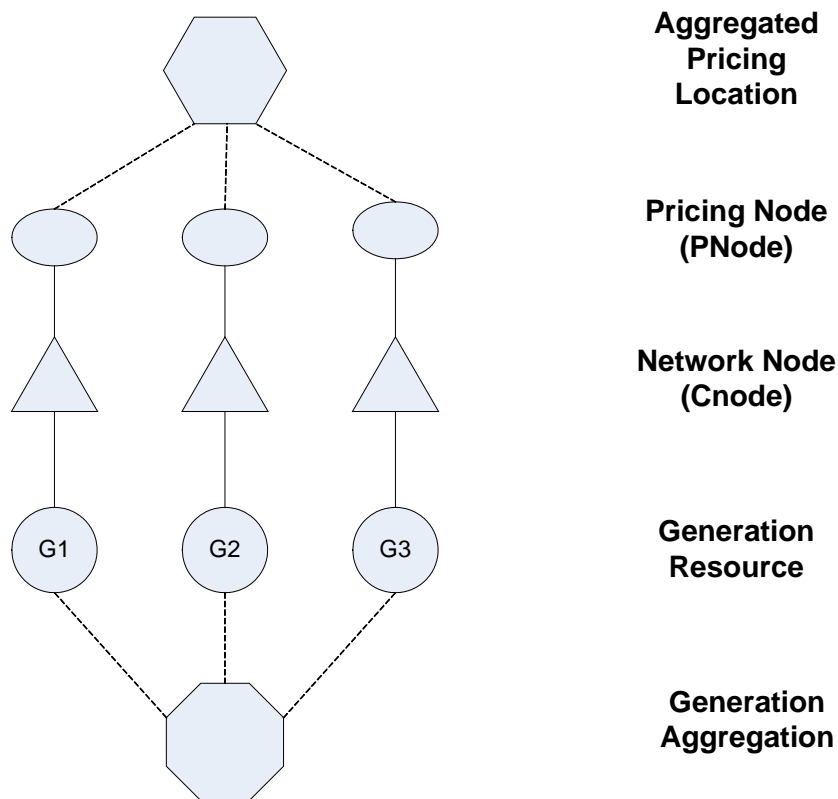 Aggregated
Pricing
Location
Pricing Node
(PNode)
Network Node
(Cnode)
G1 G2 G3
Generation
Resource
Generation
Aggregation